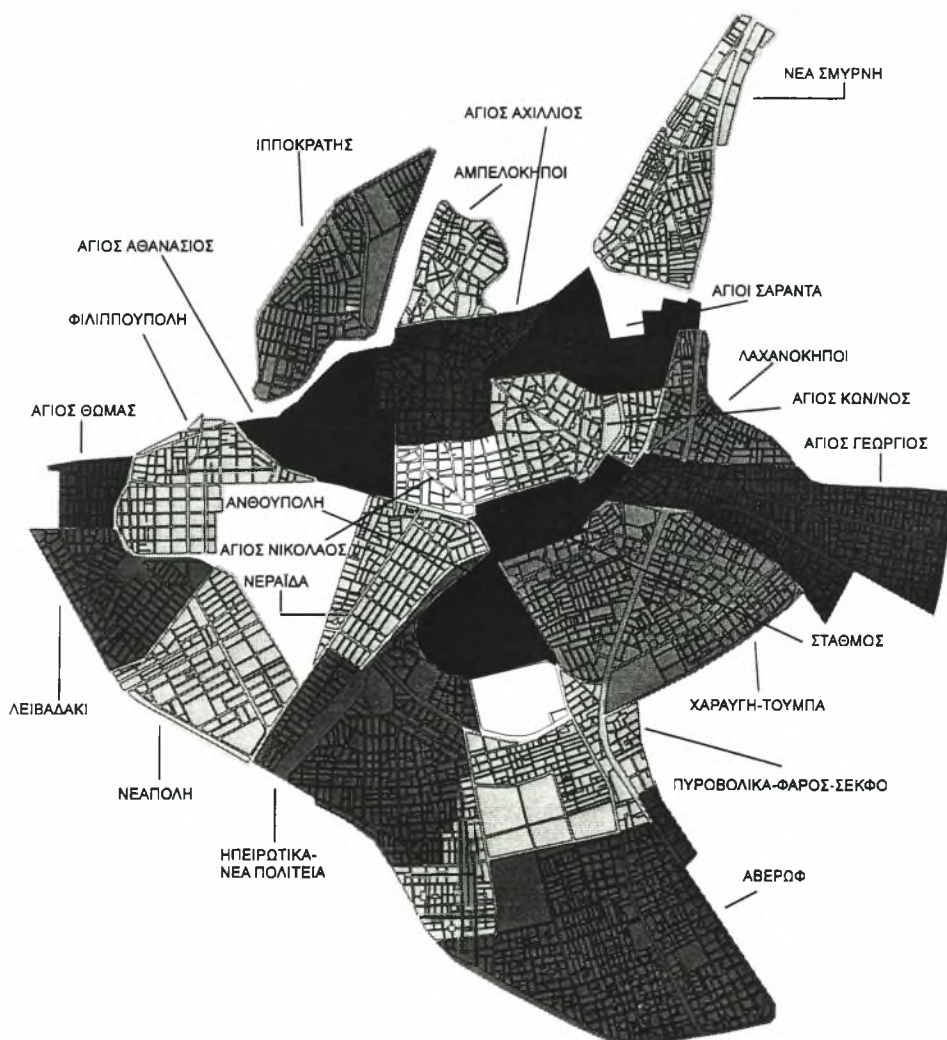 ΝΕΑ ΣΜΥΡΝΗ
ΑΓΙΟΣ ΑΧΙΛΛΙΟΣ
ΙΠΠΟΚΡΑΤΗΣ
ΑΜΠΕΛΟΚΗΠΟΙ
ΑΓΙΟΣ ΑΘΑΝΑΣΙΟΣ
ΑΓΙΟΙ ΣΑΡΑΝΤΑ
ΦΙΛΙΠΠΟΥΠΟΛΗ
ΛΑΧΑΝΟΚΗΠΟΙ
ΑΓΙΟΣ ΚΩΝ/ΝΟΣ
ΑΓΙΟΣ ΘΩΜΑΣ
ΑΓΙΟΣ ΓΕΩΡΓΙΟΣ
ΑΝΘΟΥΠΟΛΗ
ΑΓΙΟΣ ΝΙΚΟΛΑΟΣ
ΝΕΡΑΪΔΑ
ΣΤΑΘΜΟΣ
ΛΕΙΒΑΔΑΚΙ
ΧΑΡΑΥΓΗ-ΤΟΥΜΠΑ
ΝΕΑΠΟΛΗ
ΠΥΡΟΒΟΛΙΚΑ-ΦΑΡΟΣ-ΣΕΚΦΟ
ΗΠΕΙΡΩΤΙΚΑ-
ΝΕΑ ΠΟΛΙΤΕΙΑ
ΑΒΕΡΩΦ